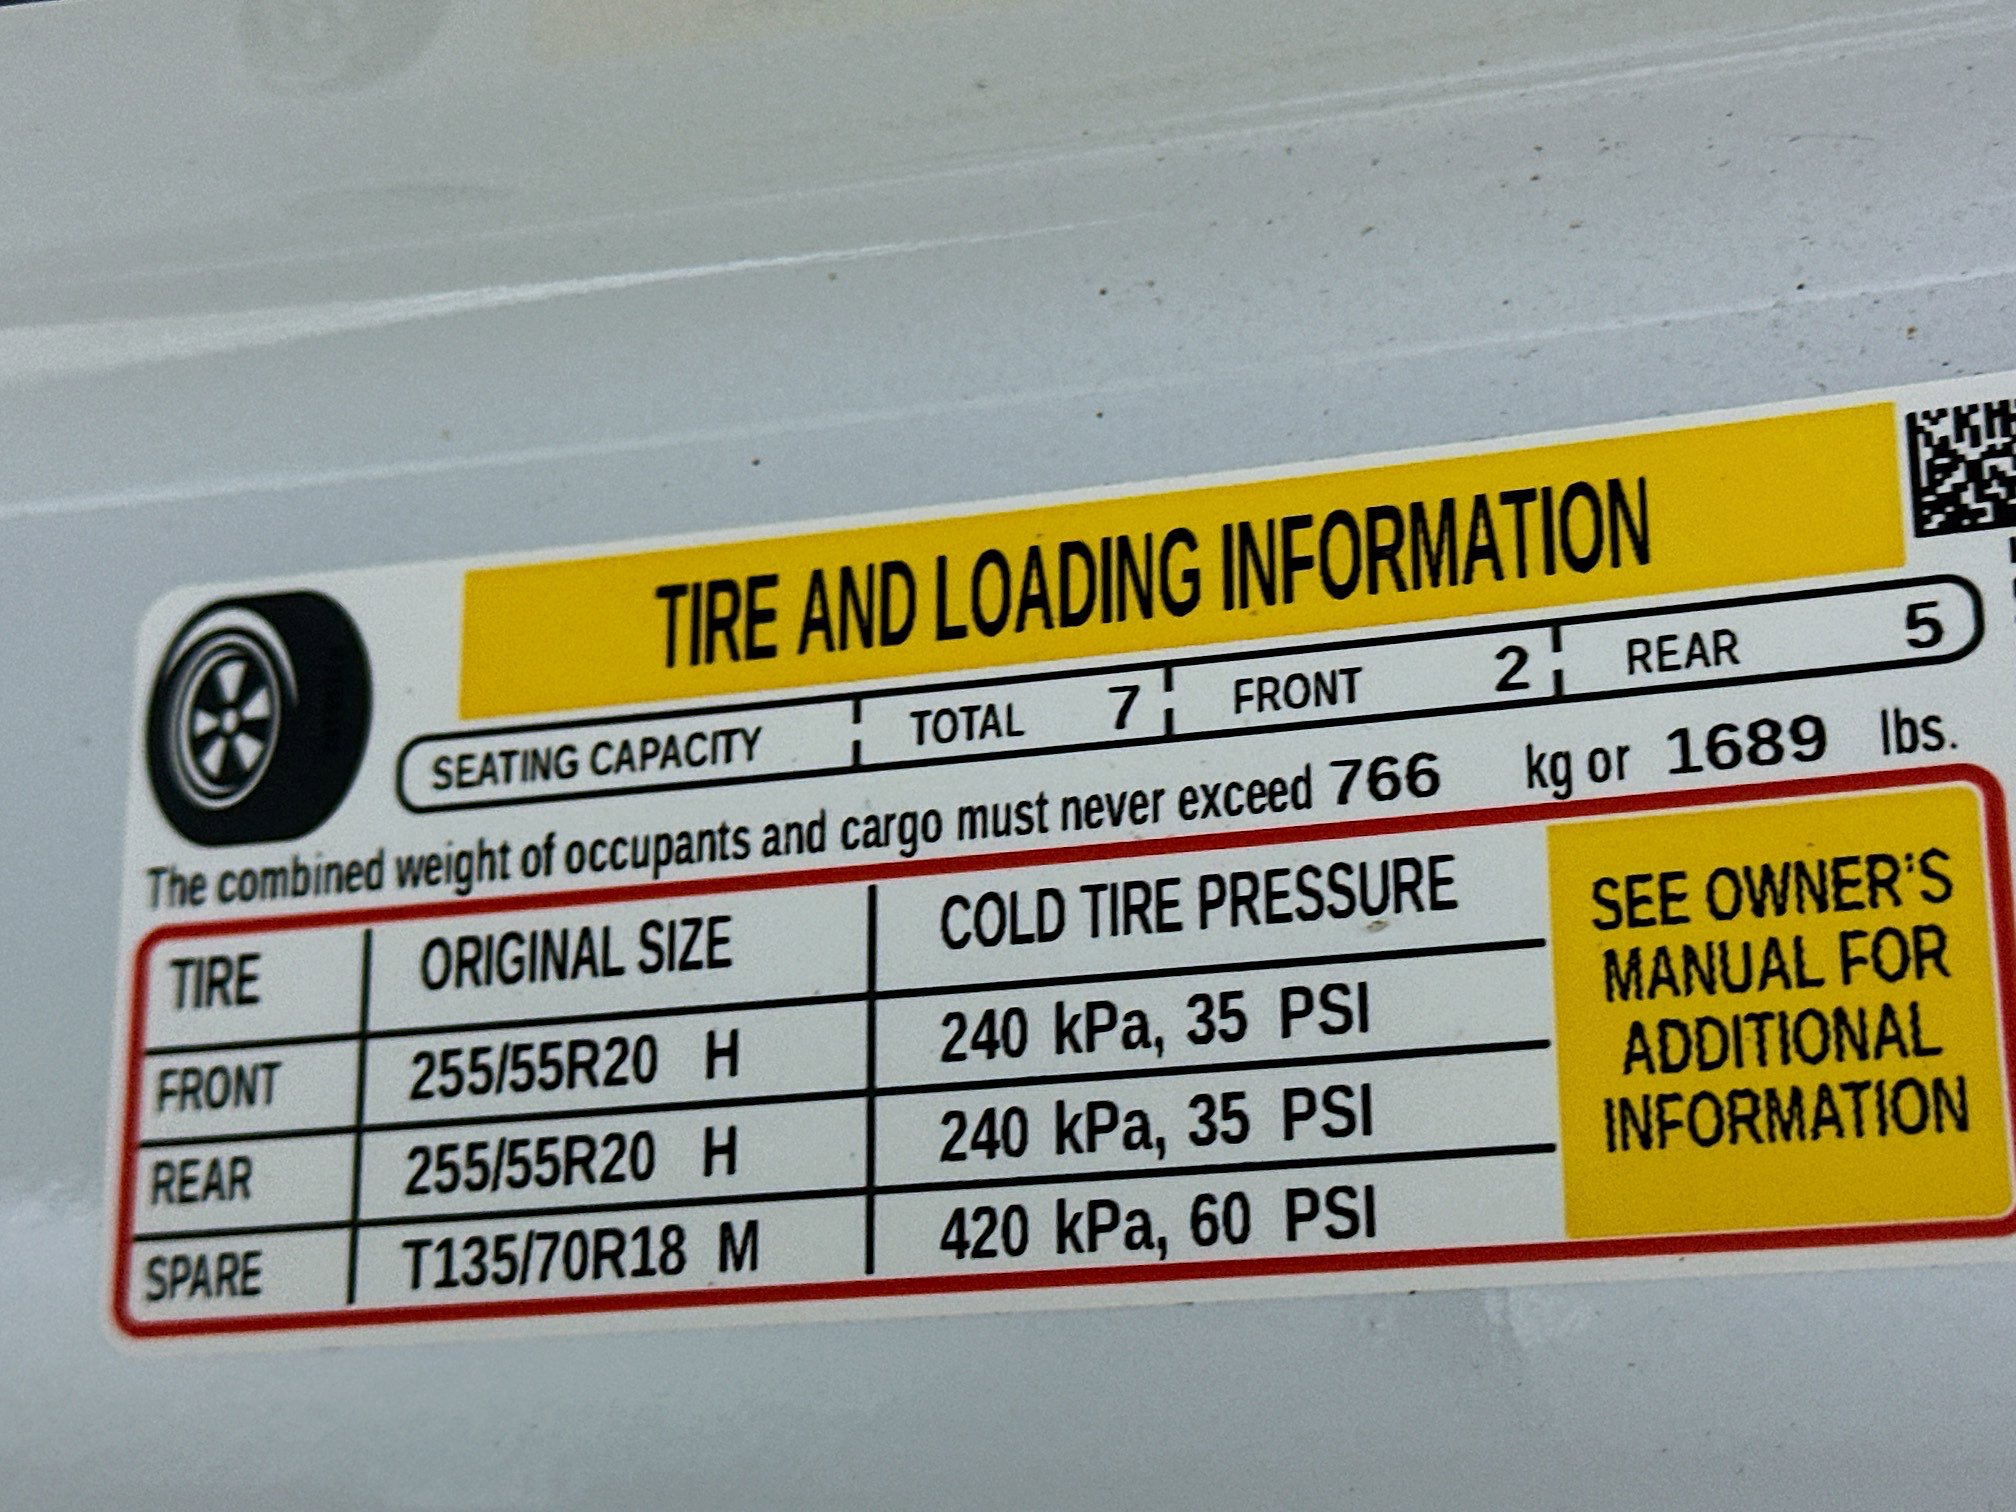 TIRE AND LOADING INFORMATION
SEATING CAPACITY TOTAL 7 FRONT 2 REAR 5
The combined weight of occupants and cargo must never exceed 766 kg or 1689 lbs.
TIRE ORIGINAL SIZE COLD TIRE PRESSURE
FRONT 255/55R20 H 240 kPa, 35 PSI
REAR 255/55R20 H 240 kPa, 35 PSI
SPARE T135/70R18 M 420 kPa, 60 PSI
SEE OWNER'S
MANUAL FOR
ADDITIONAL
INFORMATION